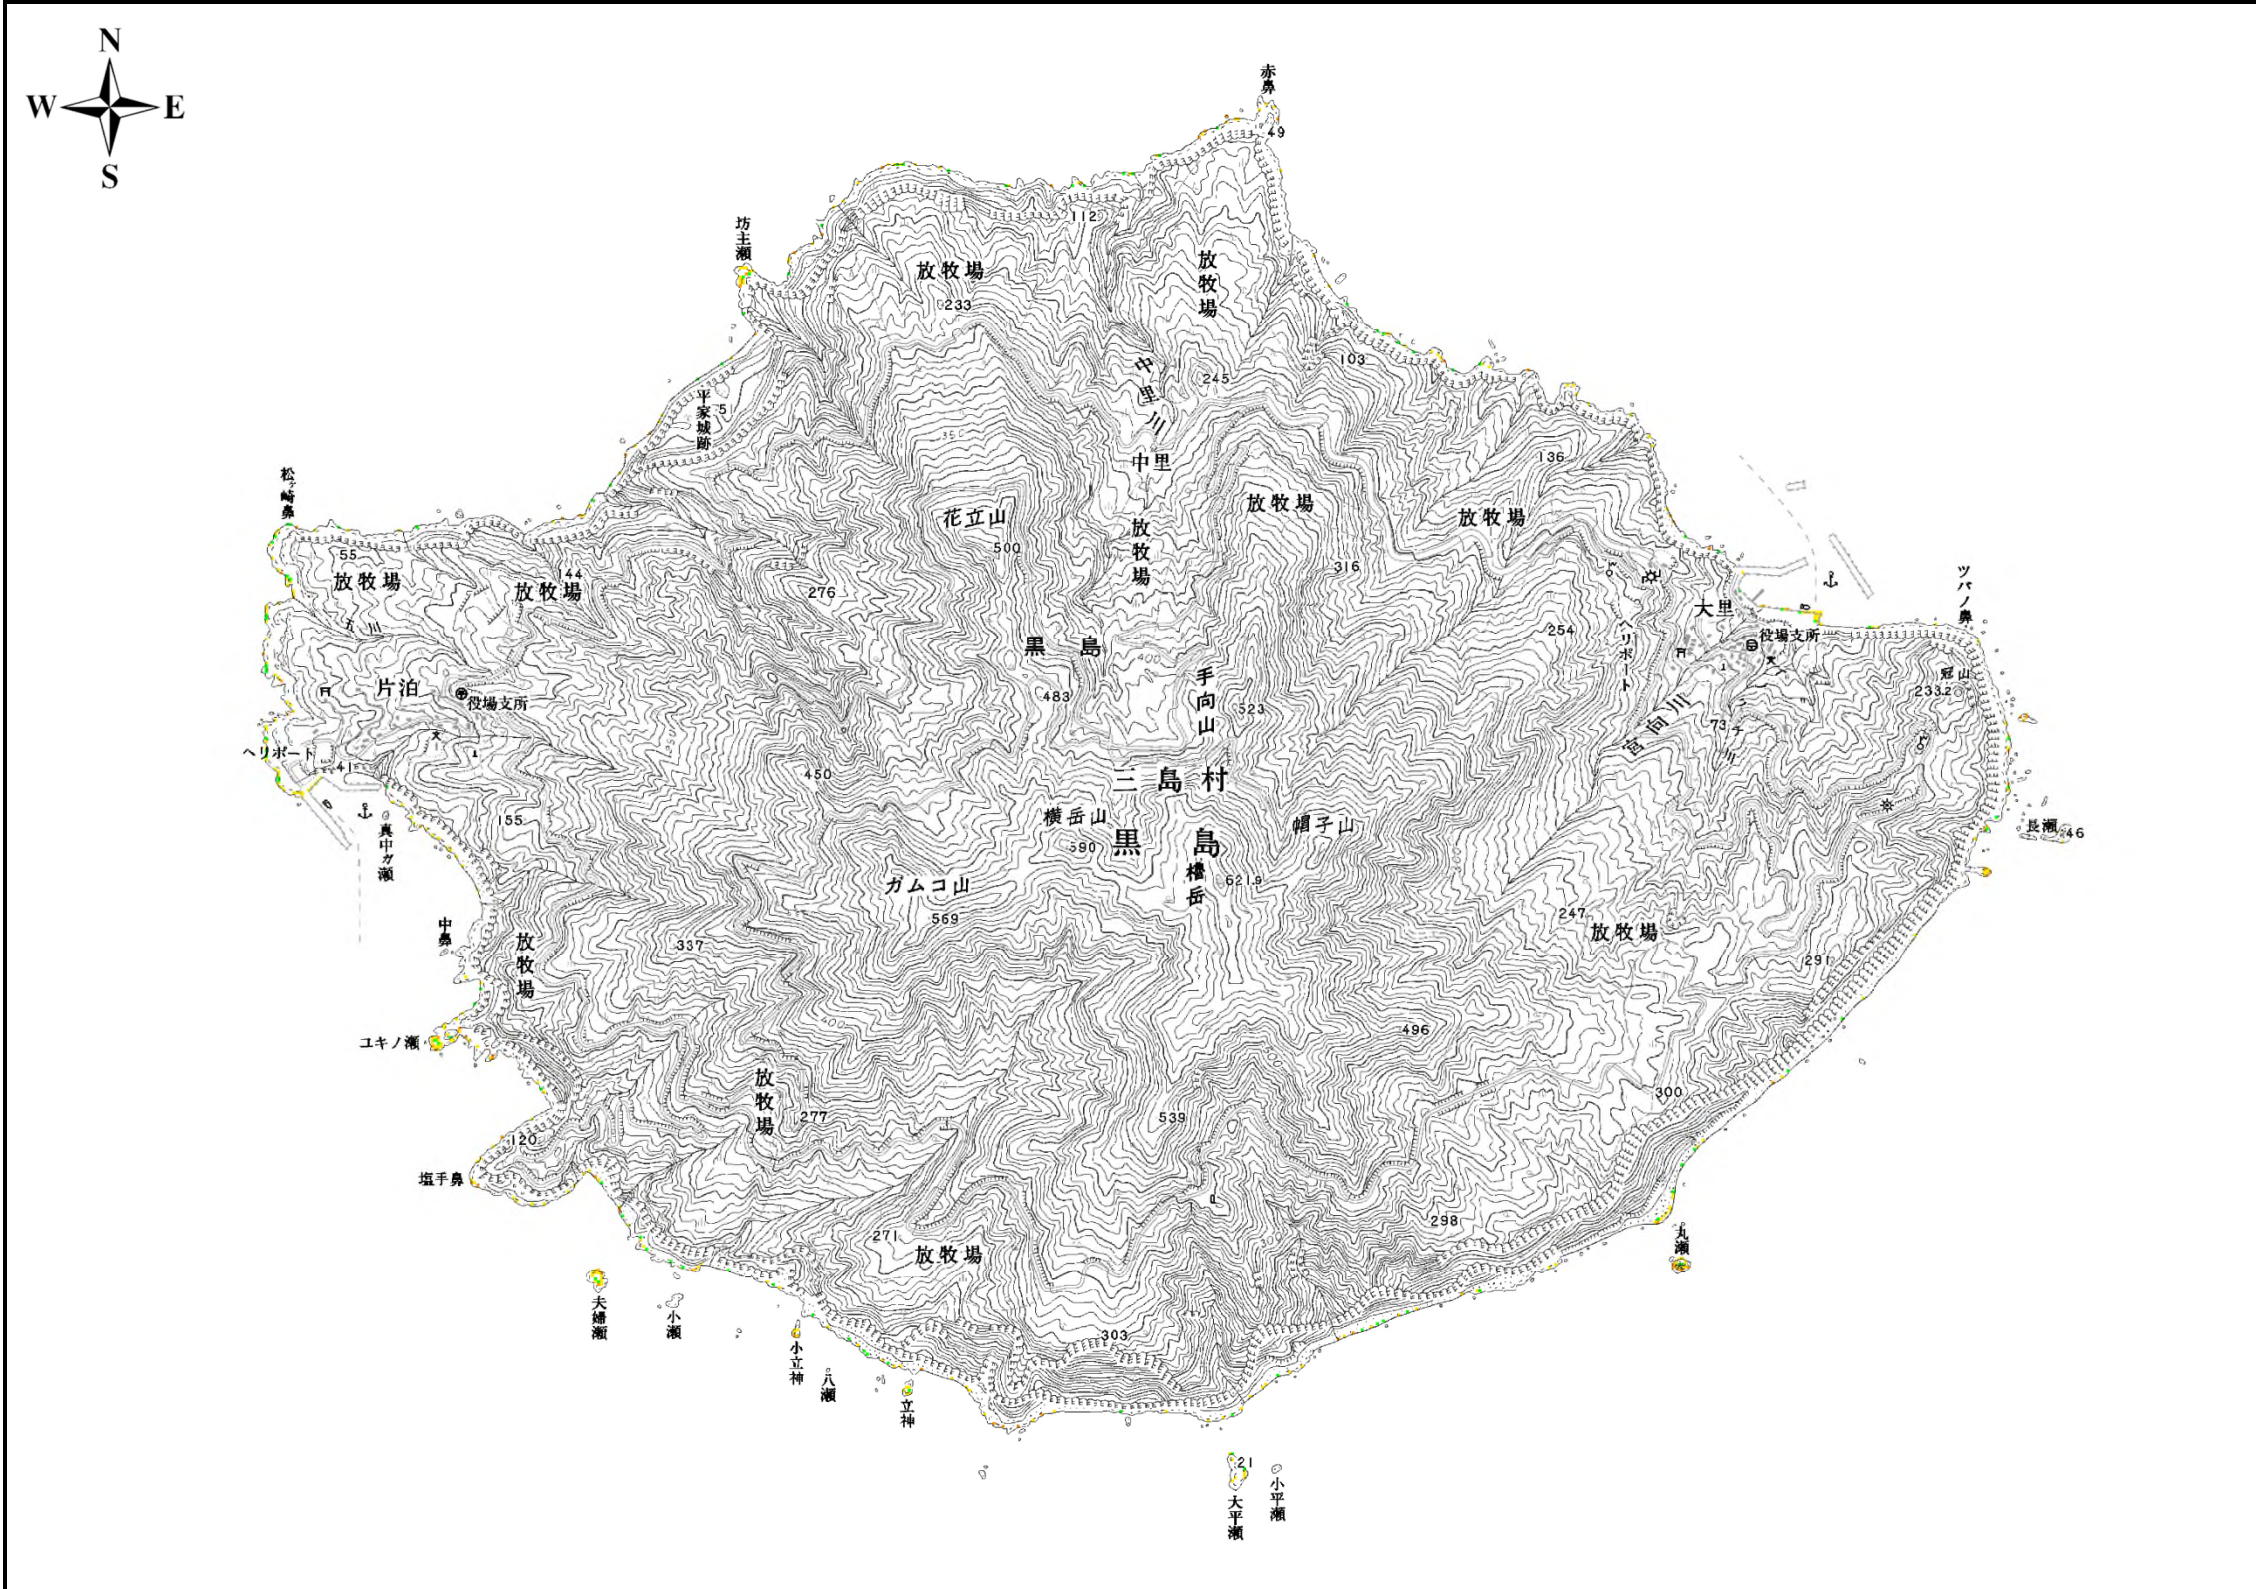 N
W
E
S
赤鼻
49
坊主瀬
112
放牧場
233
放牧場
中里川
245
103
平家城跡
5
350
中里
136
松ヶ崎鼻
放牧場
放牧場
花立山
500
放牧場
55
放牧場
144
放牧場
276
316
大里
ツバノ鼻
役場支所
254
ヘリポート
玉川
黒島
400
483
手向山
523
片泊
役場支所
冠山
233.2
宮向川
73
ヘリポート
41
三島村
450
横岳山
590
黒島
帽子山
真中ガ瀬
155
長瀬
46
ガムコ山
569
櫓岳
621.9
中鼻
放牧場
337
247
放牧場
291
ユキノ瀬
400
496
放牧場
277
539
300
120
塩手鼻
271
放牧場
298
丸瀬
夫婦瀬
小瀬
小立神
八瀬
立神
303
21
大平瀬
小平瀬